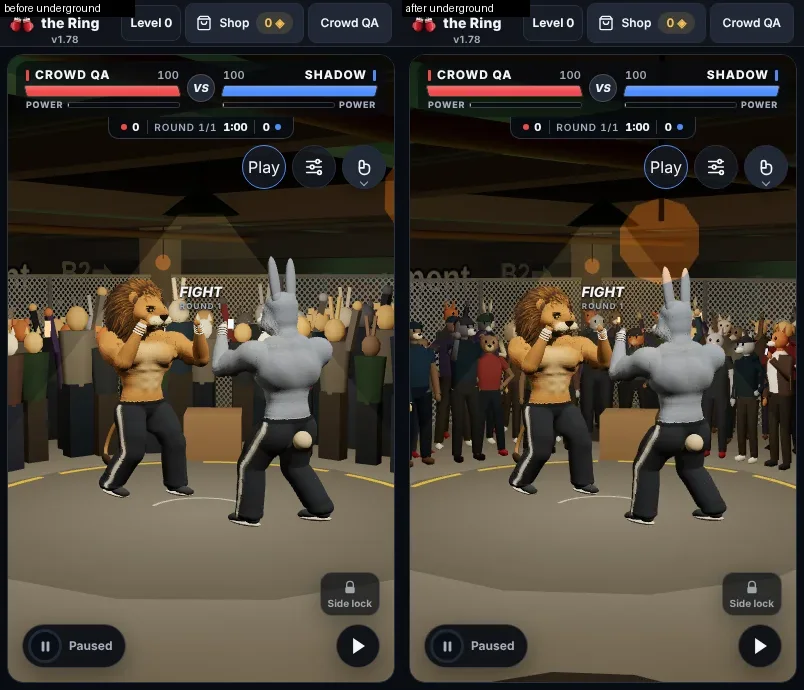 before underground
the Ring
v1.78
Level 0
Shop
0
Crowd QA
CROWD QA
100
VS
100
SHADOW
POWER
POWER
0
ROUND 1/1
1:00
0
Play
B2
FIGHT
ROUND 1
Side lock
Paused
after underground
the Ring
v1.78
Level 0
Shop
0
Crowd QA
CROWD QA
100
VS
100
SHADOW
POWER
POWER
0
ROUND 1/1
1:00
0
Play
B2
FIGHT
ROUND 1
Side lock
Paused